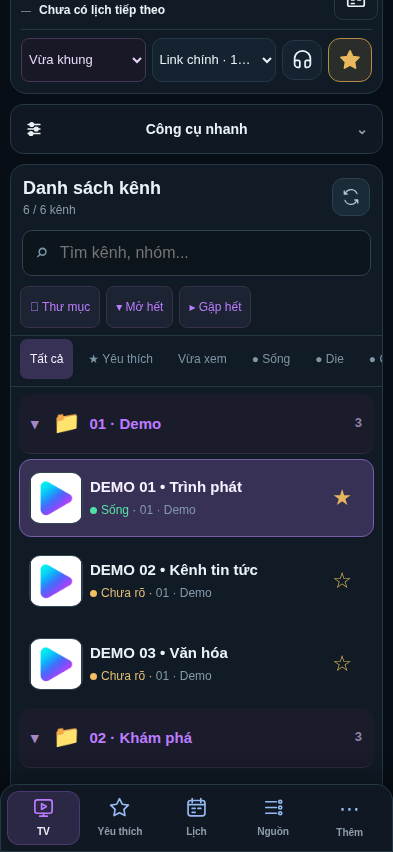 — Chưa có lịch tiếp theo
Vừa khung
Link chính · 1…
Công cụ nhanh
Danh sách kênh
6 / 6 kênh
Tìm kênh, nhóm...
Thư mục
▾ Mở hết
▸ Gập hết
Tất cả
★ Yêu thích
Vừa xem
● Sống
● Die
▼ 📁 01 · Demo
3
DEMO 01 • Trình phát
● Sống · 01 · Demo
DEMO 02 • Kênh tin tức
● Chưa rõ · 01 · Demo
DEMO 03 • Văn hóa
● Chưa rõ · 01 · Demo
▼ 📁 02 · Khám phá
3
TV
Yêu thích
Lịch
Nguồn
Thêm